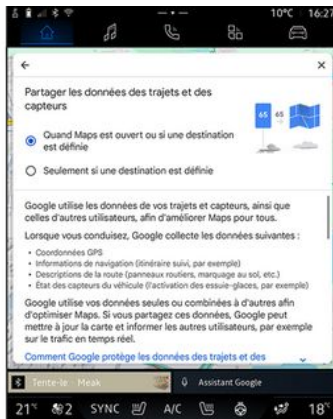 10°C 16:27
Partager les données des trajets et des
capteurs
65 65
Quand Maps est ouvert ou si une destination
est définie
Seulement si une destination est définie
Google utilise les données de vos trajets et capteurs, ainsi que
celles d'autres utilisateurs, afin d'améliorer Maps pour tous.
Lorsque vous conduisez, Google collecte les données suivantes :
• Coordonnées GPS
• Informations de navigation (itinéraire suivi, par exemple)
• Descriptions de la route (panneaux routiers, marquage au sol, etc.)
• État des capteurs du véhicule (l'activation des essuie-glaces, par exemple)
Google utilise vos données seules ou combinées à d'autres afin
d'optimiser Maps. Si vous partagez ces données, Google peut
mettre à jour la carte et informer les autres utilisateurs, par exemple
sur le trafic en temps réel.
Comment Google protège les données des trajets et des
Tente-le Meak Assistant Google
21° 2 SYNC A/C 18°